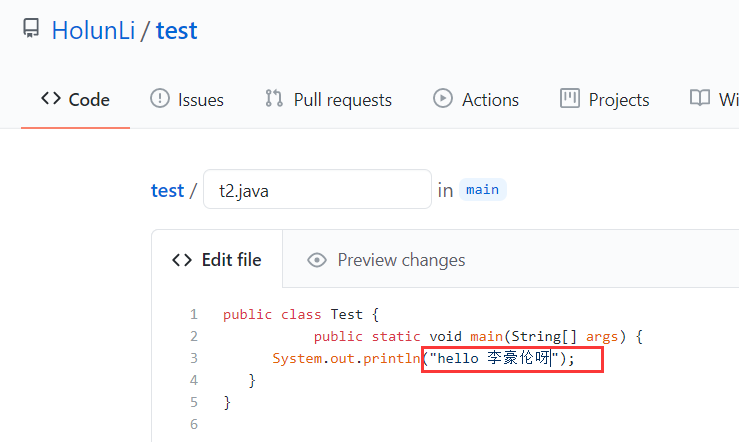 HolunLi / test
Code Issues Pull requests Actions Projects Wi
test / t2.java in main
Edit file Preview changes
1 public class Test {
2 public static void main(String[] args) {
3 System.out.println("hello 李豪伦呀");
4 }
5 }
6